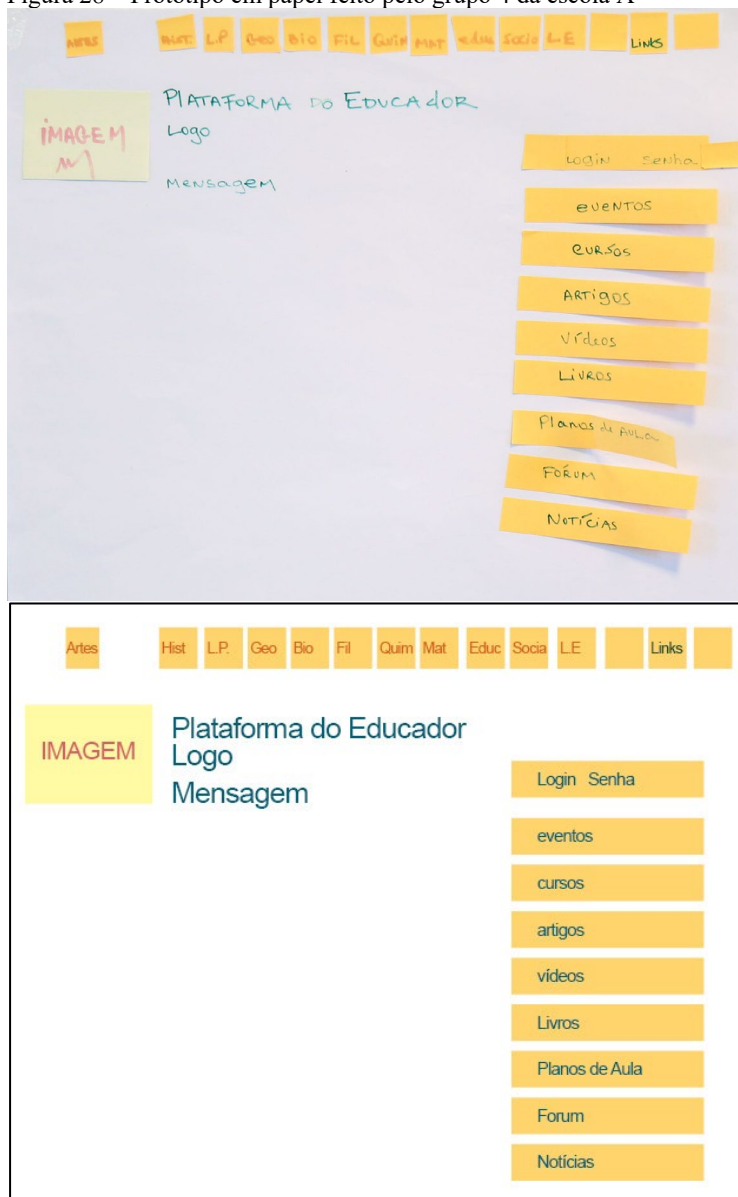 Figura 26 – Protótipo em papel feito pelo grupo 4 da escola A
ARTES HIST. L.P Geo Bio FiL Quim MAT educ Socio L.E LiNKS
PlATAFORMA DO EDUCAdOR
iMAGEM
Logo
MENSAgEM
Login Senha
eveNTOS
CURSOS
ARTigOS
Vídeos
LiVROS
Planos de AULA
FÓRUM
NOTÍCiAS
Artes Hist L.P. Geo Bio Fil Quim Mat Educ Socia L.E Links
IMAGEM
Plataforma do Educador
Logo
Mensagem
Login Senha
eventos
cursos
artigos
vídeos
Livros
Planos de Aula
Forum
Notícias